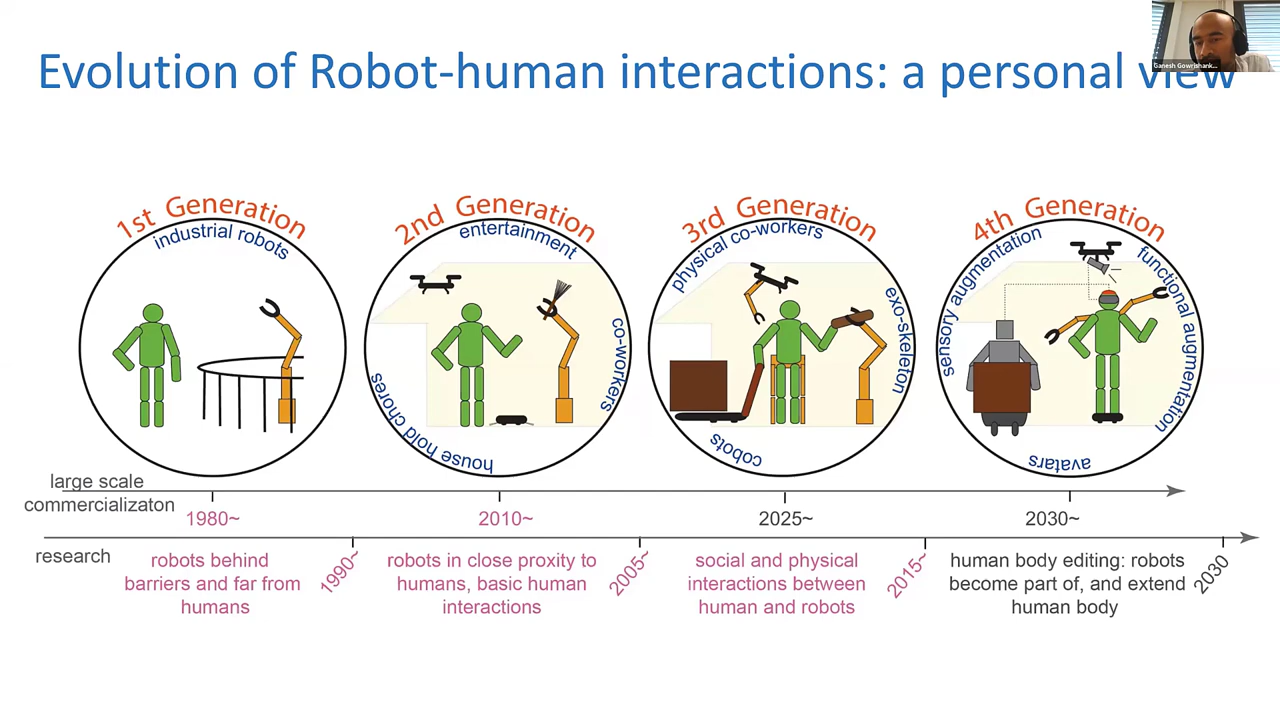 Evolution of Robot-human interactions: a personal view
Ganesh Gowrishank...
1st Generation
industrial robots
2nd Generation
entertainment
co-workers
house hold chores
3rd Generation
physical co-workers
exo-skeleton
cobots
4th Generation
sensory augmentation
functional augmentation
avatars
large scale
commercializaton
1980~
2010~
2025~
2030~
research
robots behind
barriers and far from
humans
1990~
robots in close proxity to
humans, basic human
interactions
2005~
social and physical
interactions between
human and robots
2015~
human body editing: robots
become part of, and extend
human body
2030